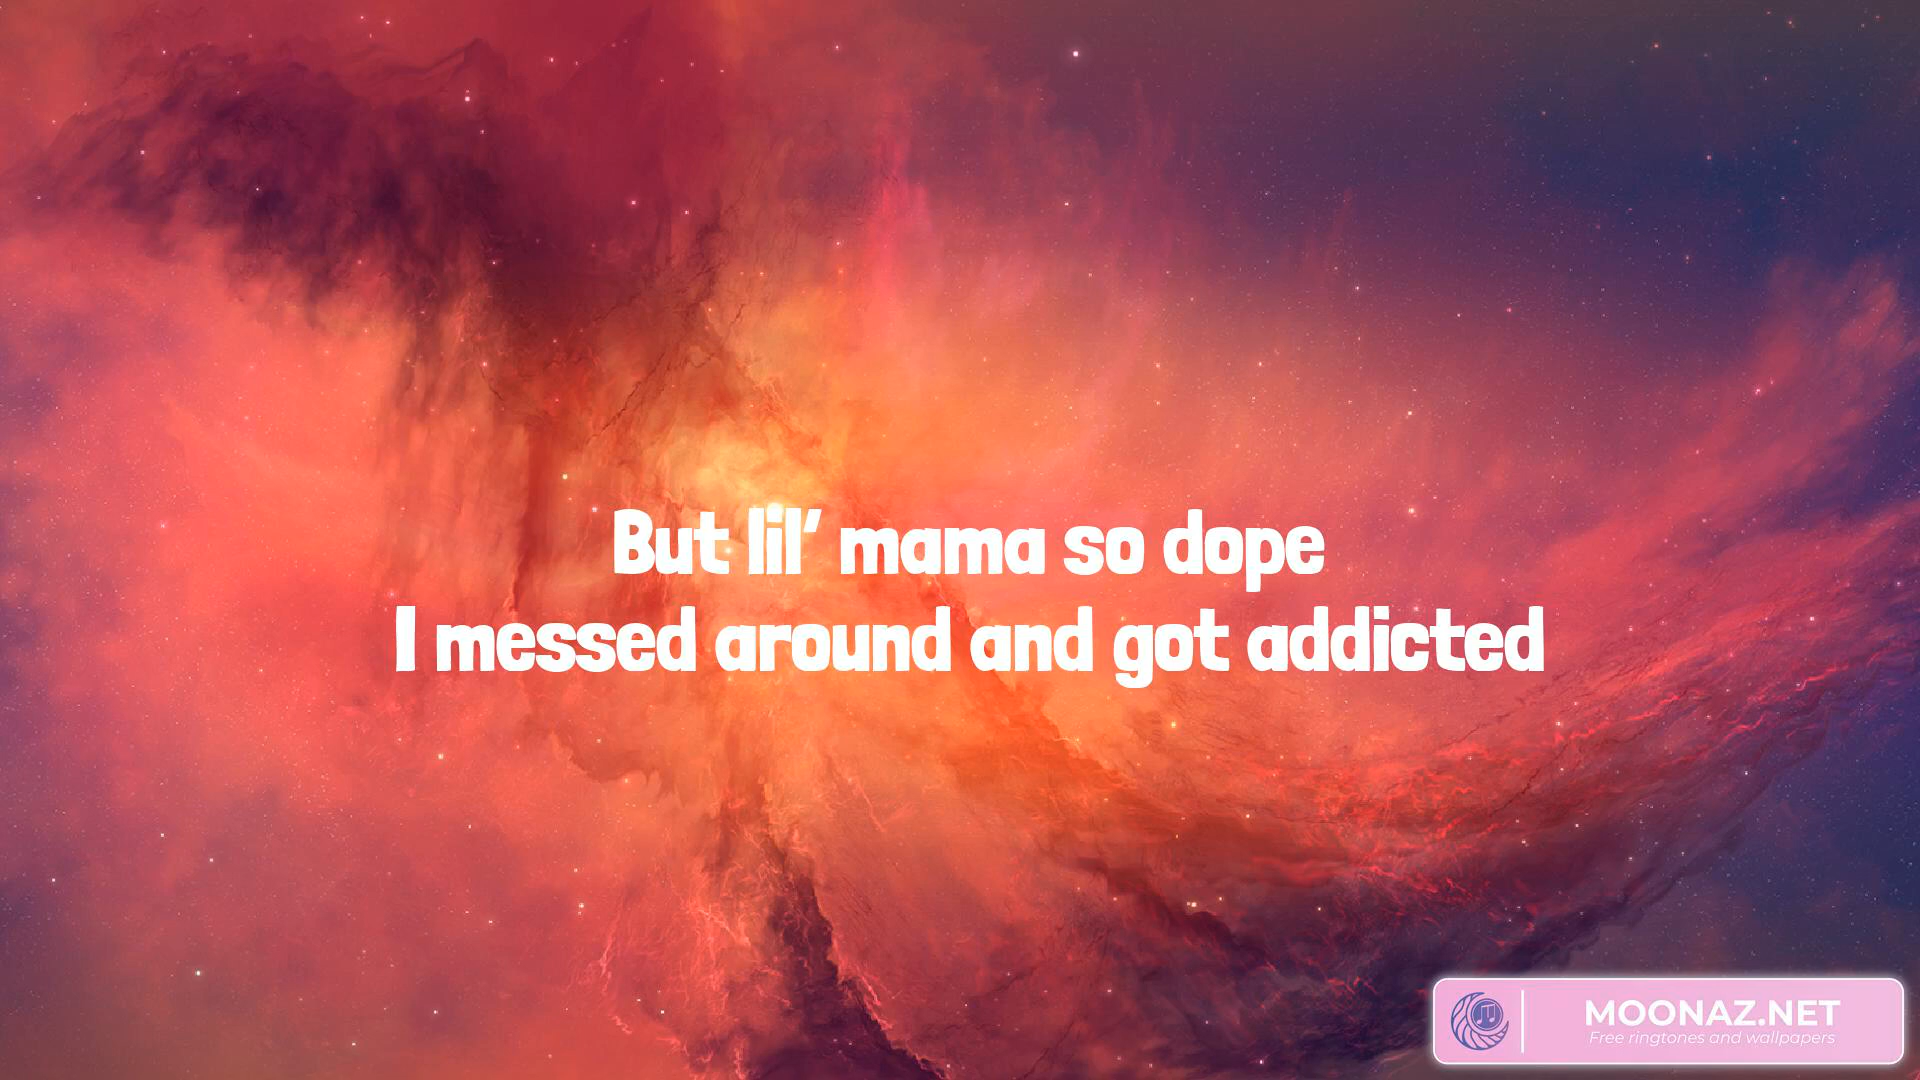 But lil' mama so dope
I messed around and got addicted
MOONAZ.NET
Free ringtones and wallpapers